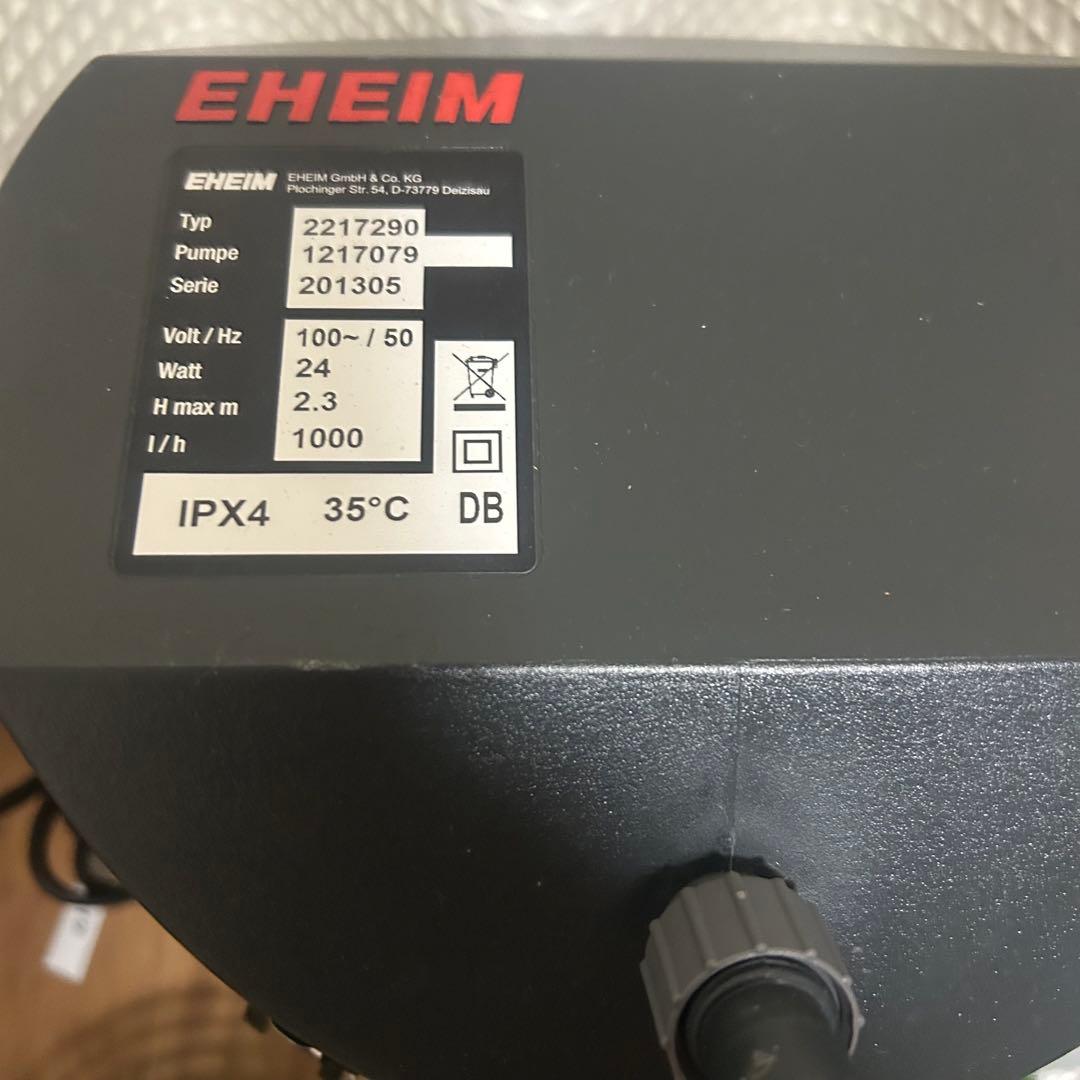 EHEIM
EHEIM EHEIM GmbH & Co. KG
Plochinger Str. 54, D-73779 Deizisau
Typ 2217290
Pumpe 1217079
Serie 201305
Volt / Hz 100~ / 50
Watt 24
H max m 2.3
l / h 1000
IPX4 35°C DB